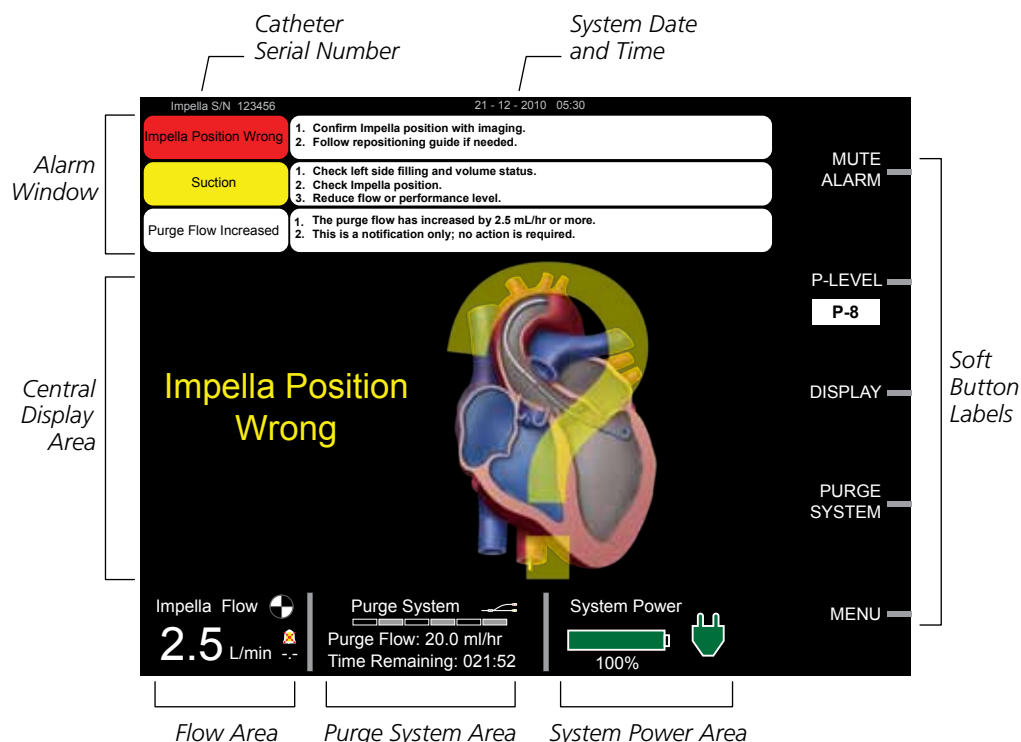 Catheter
Serial Number
System Date
and Time
Impella S/N 123456
21 - 12 - 2010 05:30
Alarm
Window
Impella Position Wrong
1. Confirm Impella position with imaging.
2. Follow repositioning guide if needed.
Suction
1. Check left side filling and volume status.
2. Check Impella position.
3. Reduce flow or performance level.
Purge Flow Increased
1. The purge flow has increased by 2.5 mL/hr or more.
2. This is a notification only; no action is required.
MUTE
ALARM
P-LEVEL
P-8
DISPLAY
PURGE
SYSTEM
MENU
Soft
Button
Labels
Central
Display
Area
Impella Position
Wrong
?
Impella Flow
2.5 L/min -.-
Purge System
Purge Flow: 20.0 ml/hr
Time Remaining: 021:52
System Power
100%
Flow Area
Purge System Area
System Power Area